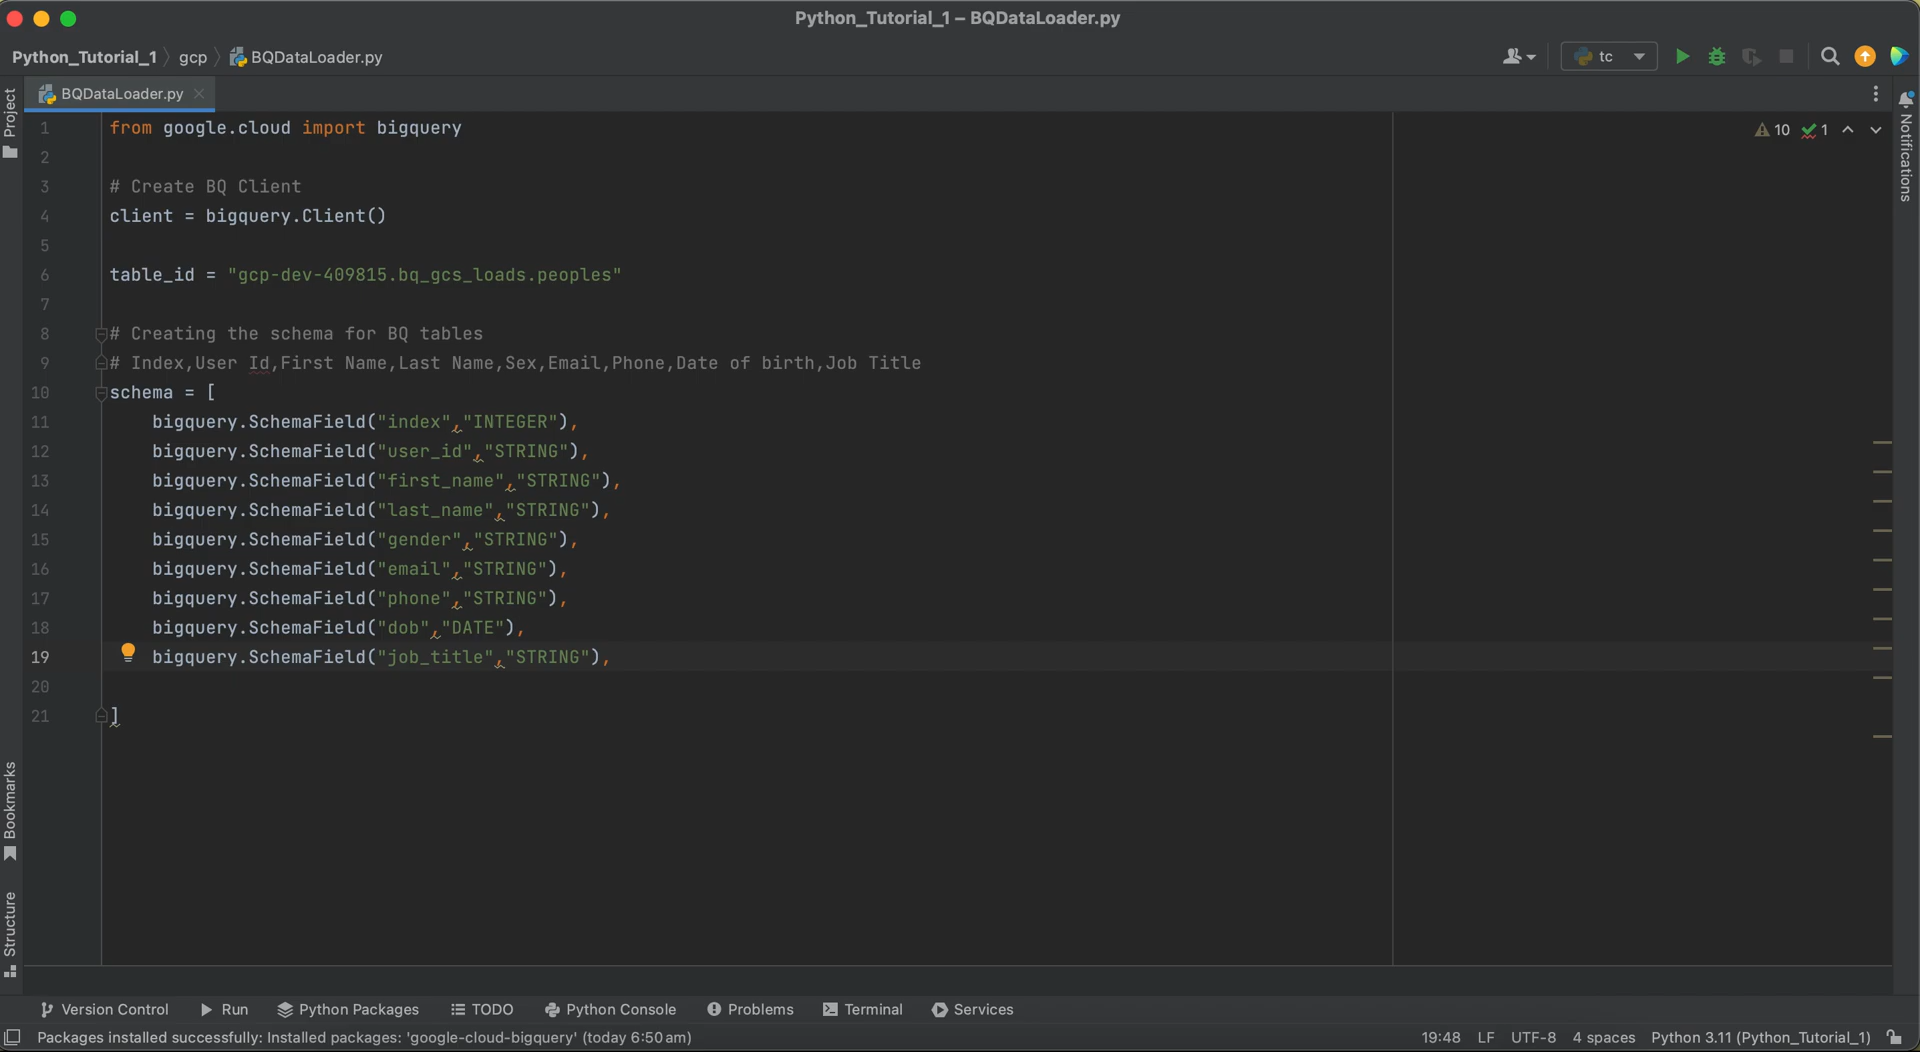 Python_Tutorial_1 – BQDataLoader.py
Python_Tutorial_1 gcp BQDataLoader.py
tc
BQDataLoader.py
Project
Notifications
10 1
1 from google.cloud import bigquery
2
3 # Create BQ Client
4 client = bigquery.Client()
5
6 table_id = "gcp-dev-409815.bq_gcs_loads.peoples"
7
8 # Creating the schema for BQ tables
9 # Index,User Id,First Name,Last Name,Sex,Email,Phone,Date of birth,Job Title
10 schema = [
11 bigquery.SchemaField("index","INTEGER"),
12 bigquery.SchemaField("user_id","STRING"),
13 bigquery.SchemaField("first_name","STRING"),
14 bigquery.SchemaField("last_name","STRING"),
15 bigquery.SchemaField("gender","STRING"),
16 bigquery.SchemaField("email","STRING"),
17 bigquery.SchemaField("phone","STRING"),
18 bigquery.SchemaField("dob","DATE"),
19 bigquery.SchemaField("job_title","STRING"),
20
21 ]
Bookmarks
Structure
Version Control Run Python Packages TODO Python Console Problems Terminal Services
Packages installed successfully: Installed packages: 'google-cloud-bigquery' (today 6:50 am) 19:48 LF UTF-8 4 spaces Python 3.11 (Python_Tutorial_1)